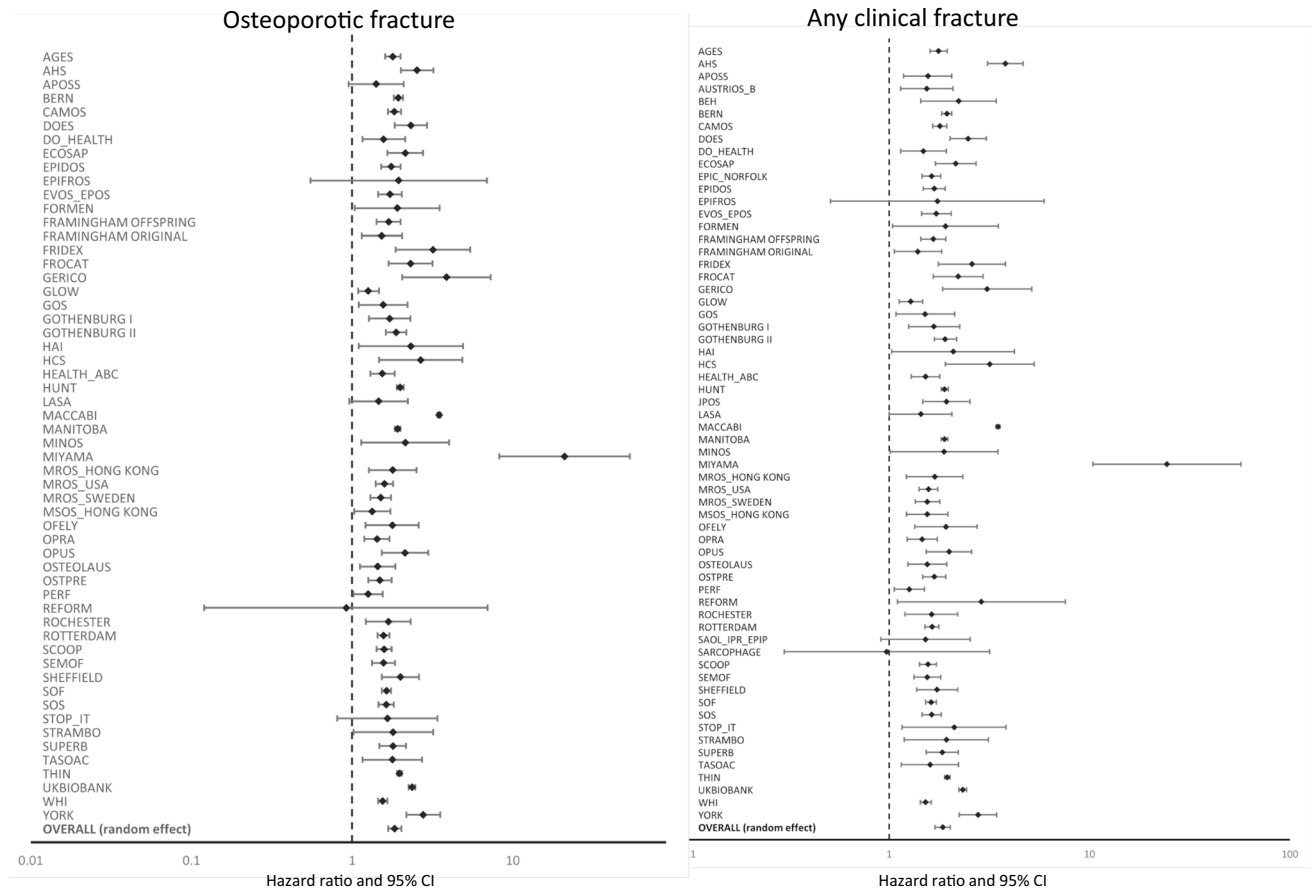 Osteoporotic fracture
AGES
AHS
APOSS
BERN
CAMOS
DOES
DO_HEALTH
ECOSAP
EPIDOS
EPIFROS
EVOS_EPOS
FORMEN
FRAMINGHAM OFFSPRING
FRAMINGHAM ORIGINAL
FRIDEX
FROCAT
GERICO
GLOW
GOS
GOTHENBURG I
GOTHENBURG II
HAI
HCS
HEALTH_ABC
HUNT
LASA
MACCABI
MANITOBA
MINOS
MIYAMA
MROS_HONG KONG
MROS_USA
MROS_SWEDEN
MSOS_HONG KONG
OFELY
OPRA
OPUS
OSTEOLAUS
OSTPRE
PERF
REFORM
ROCHESTER
ROTTERDAM
SCOOP
SEMOF
SHEFFIELD
SOF
SOS
STOP_IT
STRAMBO
SUPERB
TASOAC
THIN
UKBIOBANK
WHI
YORK
OVERALL (random effect)
0.01 0.1 1 10
Hazard ratio and 95% CI
Any clinical fracture
AGES
AHS
APOSS
AUSTRIOS_B
BEH
BERN
CAMOS
DOES
DO_HEALTH
ECOSAP
EPIC_NORFOLK
EPIDOS
EPIFROS
EVOS_EPOS
FORMEN
FRAMINGHAM OFFSPRING
FRAMINGHAM ORIGINAL
FRIDEX
FROCAT
GERICO
GLOW
GOS
GOTHENBURG I
GOTHENBURG II
HAI
HCS
HEALTH_ABC
HUNT
JPOS
LASA
MACCABI
MANITOBA
MINOS
MIYAMA
MROS_HONG KONG
MROS_USA
MROS_SWEDEN
MSOS_HONG KONG
OFELY
OPRA
OPUS
OSTEOLAUS
OSTPRE
PERF
REFORM
ROCHESTER
ROTTERDAM
SAOL_IPR_EPIP
SARCOPHAGE
SCOOP
SEMOF
SHEFFIELD
SOF
SOS
STOP_IT
STRAMBO
SUPERB
TASOAC
THIN
UKBIOBANK
WHI
YORK
OVERALL (random effect)
1 1 10 100
Hazard ratio and 95% CI